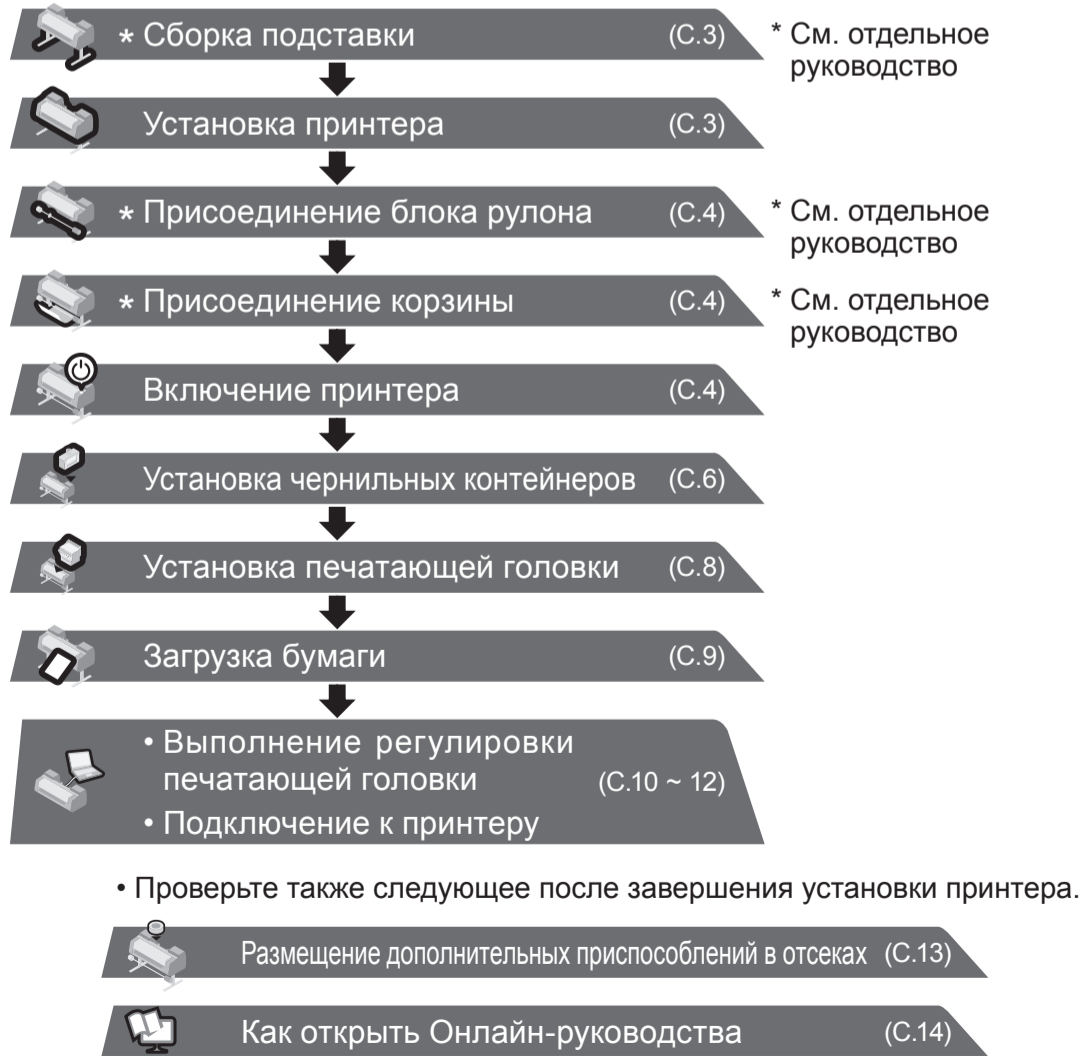 * Сборка подставки (С.3) * См. отдельное
руководство
Установка принтера (С.3)
* Присоединение блока рулона (С.4) * См. отдельное
руководство
* Присоединение корзины (С.4) * См. отдельное
руководство
Включение принтера (С.4)
Установка чернильных контейнеров (С.6)
Установка печатающей головки (С.8)
Загрузка бумаги (С.9)
• Выполнение регулировки
печатающей головки (С.10 ~ 12)
• Подключение к принтеру
• Проверьте также следующее после завершения установки принтера.
Размещение дополнительных приспособлений в отсеках (С.13)
Как открыть Онлайн-руководства (С.14)